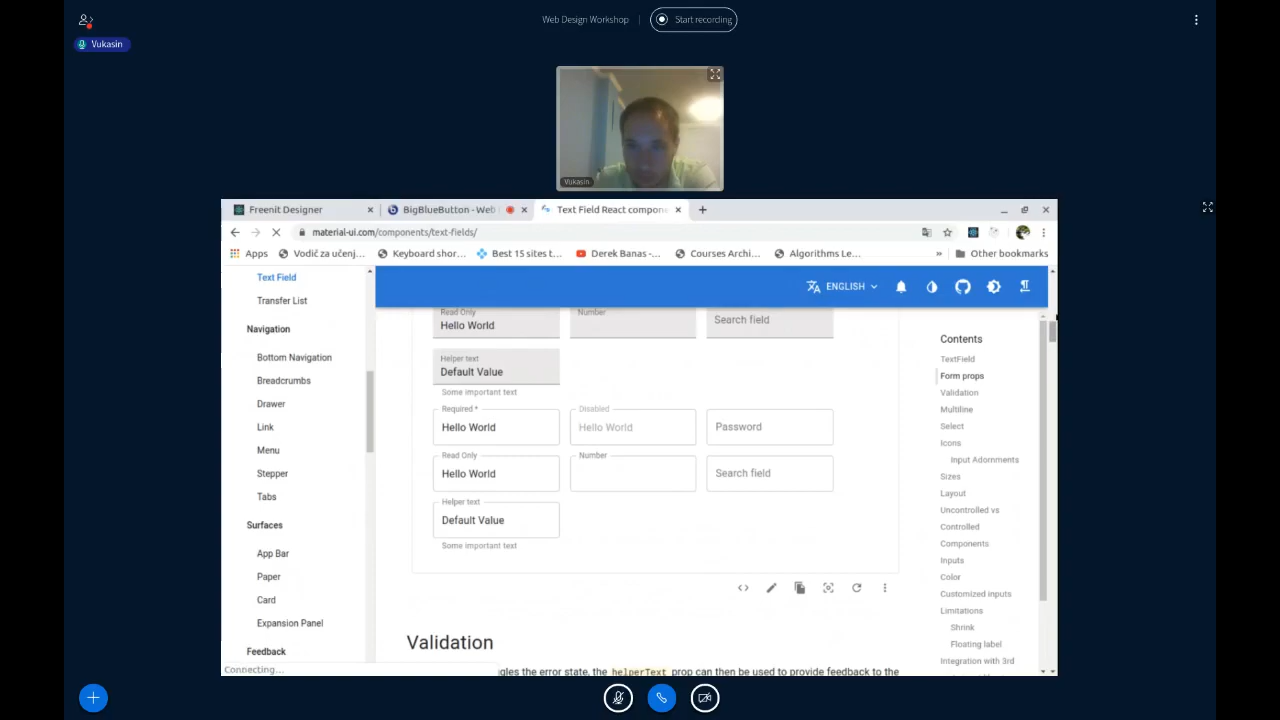 Web Design Workshop
Start recording
Vukasin
Vukasin
Freenit Designer
BigBlueButton - Web
Text Field React compon
material-ui.com/components/text-fields/
Apps
Vodič za učenj...
Keyboard shor...
Best 15 sites t...
Derek Banas -...
Courses Archi...
Algorithms Le...
»
Other bookmarks
Text Field
Transfer List
Navigation
Bottom Navigation
Breadcrumbs
Drawer
Link
Menu
Stepper
Tabs
Surfaces
App Bar
Paper
Card
Expansion Panel
Feedback
Connecting...
ENGLISH
Read Only
Hello World
Number
Search field
Helper text
Default Value
Some important text
Required *
Hello World
Disabled
Hello World
Password
Read Only
Hello World
Number
Search field
Helper text
Default Value
Some important text
Validation
gles the error state, the helperText prop can then be used to provide feedback to the
Contents
TextField
Form props
Validation
Multiline
Select
Icons
Input Adornments
Sizes
Layout
Uncontrolled vs
Controlled
Components
Inputs
Color
Customized inputs
Limitations
Shrink
Floating label
Integration with 3rd